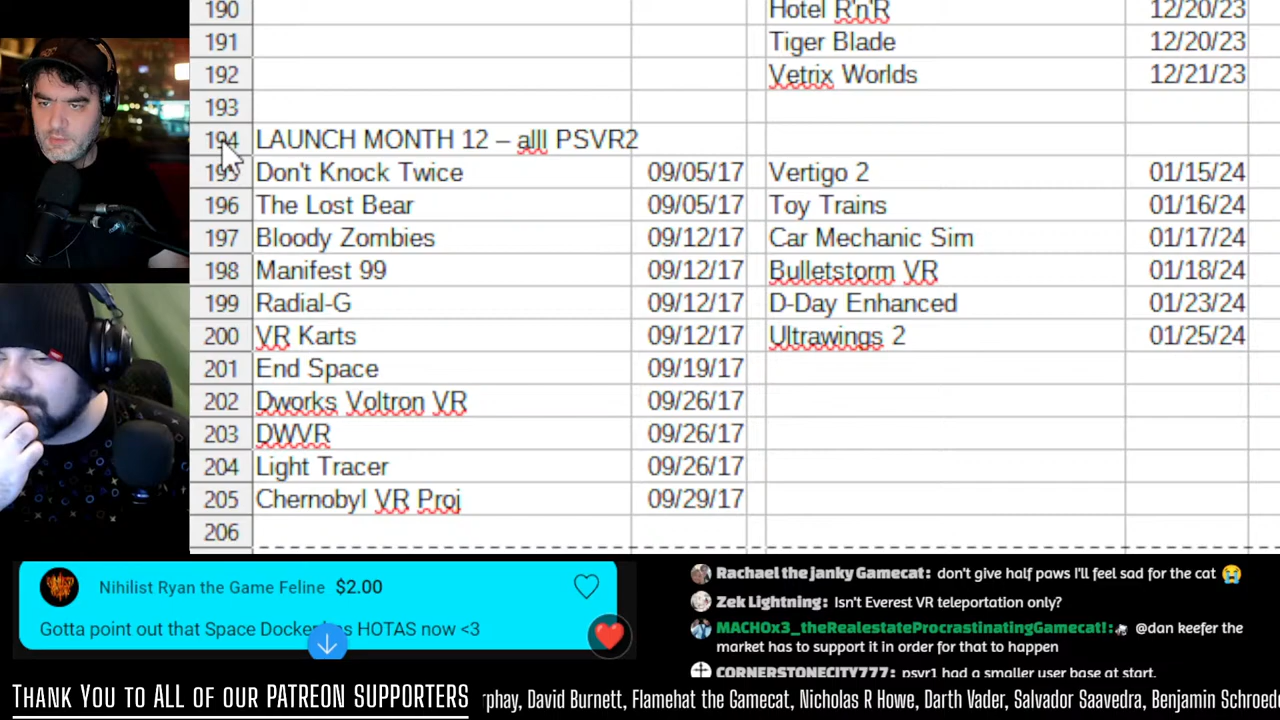 190 Hotel R'n'R 12/20/23
191 Tiger Blade 12/20/23
192 Vetrix Worlds 12/21/23
193
194 LAUNCH MONTH 12 – alll PSVR2
195 Don't Knock Twice 09/05/17 Vertigo 2 01/15/24
196 The Lost Bear 09/05/17 Toy Trains 01/16/24
197 Bloody Zombies 09/12/17 Car Mechanic Sim 01/17/24
198 Manifest 99 09/12/17 Bulletstorm VR 01/18/24
199 Radial-G 09/12/17 D-Day Enhanced 01/23/24
200 VR Karts 09/12/17 Ultrawings 2 01/25/24
201 End Space 09/19/17
202 Dworks Voltron VR 09/26/17
203 DWVR 09/26/17
204 Light Tracer 09/26/17
205 Chernobyl VR Proj 09/29/17
206
Nihilist Ryan the Game Feline $2.00
Gotta point out that Space Docker HOTAS now <3
Rachael the janky Gamecat: don't give half paws I'll feel sad for the cat 😭
Zek Lightning: Isn't Everest VR teleportation only?
MACHOx3_theRealestateProcrastinatingGamecat!: @dan keefer the
market has to support it in order for that to happen
CORNERSTONECITY777: psvr1 had a smaller user base at start.
THANK YOU TO ALL OF OUR PATREON SUPPORTERS
rphay, David Burnett, Flamehat the Gamecat, Nicholas R Howe, Darth Vader, Salvador Saavedra, Benjamin Schroed